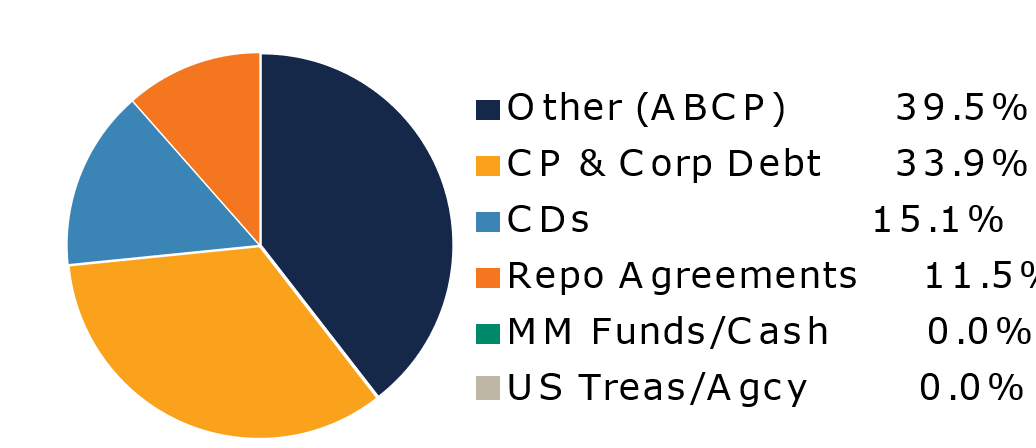 Other (ABCP) 39.5%
CP & Corp Debt 33.9%
CDs 15.1%
Repo Agreements 11.5%
MM Funds/Cash 0.0%
US Treas/Agcy 0.0%